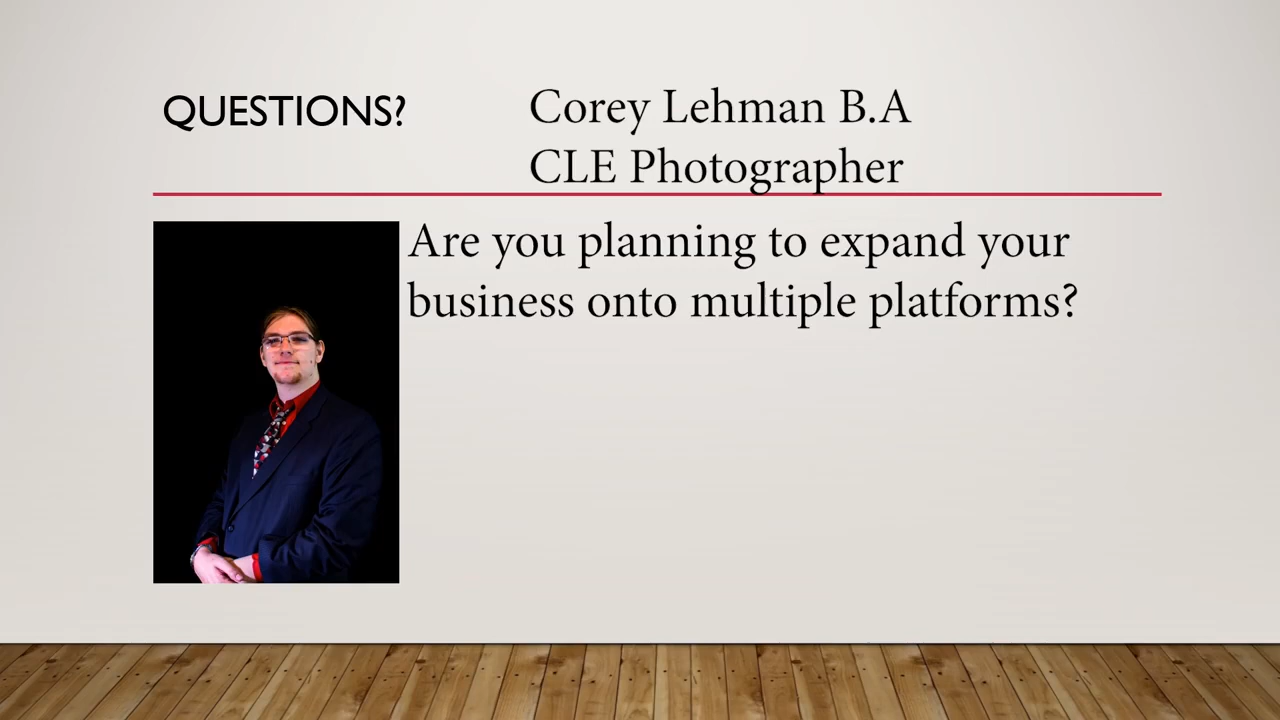 QUESTIONS?
Corey Lehman B.A
CLE Photographer
Are you planning to expand your
business onto multiple platforms?